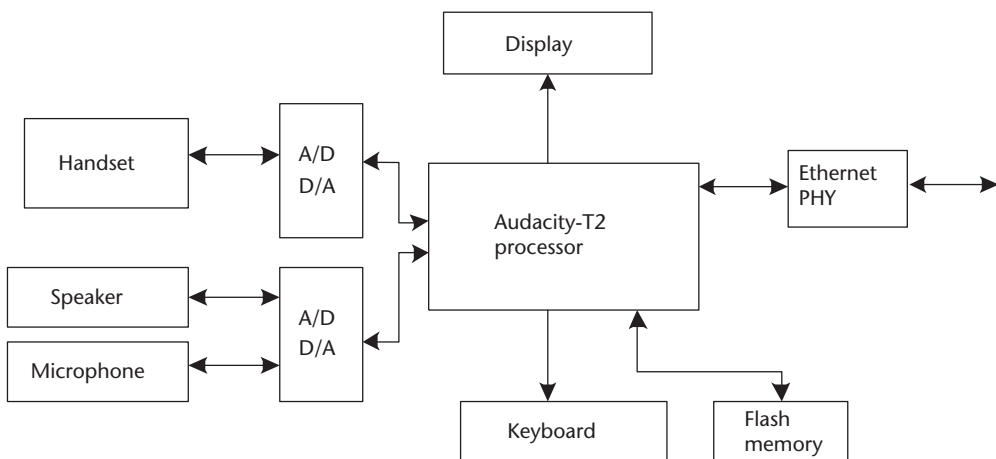 Display
Handset
A/D
D/A
Audacity-T2
processor
Ethernet
PHY
Speaker
Microphone
A/D
D/A
Keyboard
Flash
memory